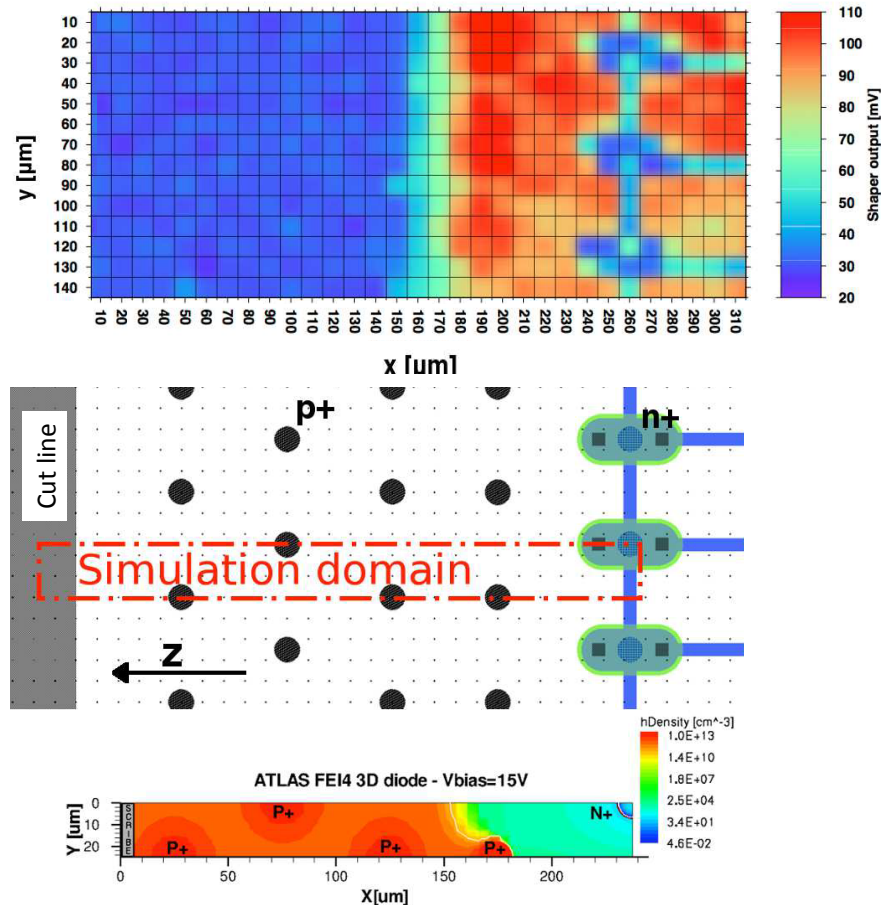 10
20
30
40
50
60
70
80
90
100
110
120
130
140
y [µm]
10 20 30 40 50 60 70 80 90 100 110 120 130 140 150 160 170 180 190 200 210 220 230 240 250 260 270 280 290 300 310
x [µm]
110
100
90
80
70
60
50
40
30
20
Shaper output [mV]
Cut line
p+
n+
Simulation domain
z
hDensity [cm^-3]
1.0E+13
1.4E+10
1.8E+07
2.5E+04
3.4E+01
4.6E-02
ATLAS FEI4 3D diode - Vbias=15V
Y [um]
0
10
20
SCRIBE
P+
N+
P+
P+
P+
0 50 100 150 200
X[um]